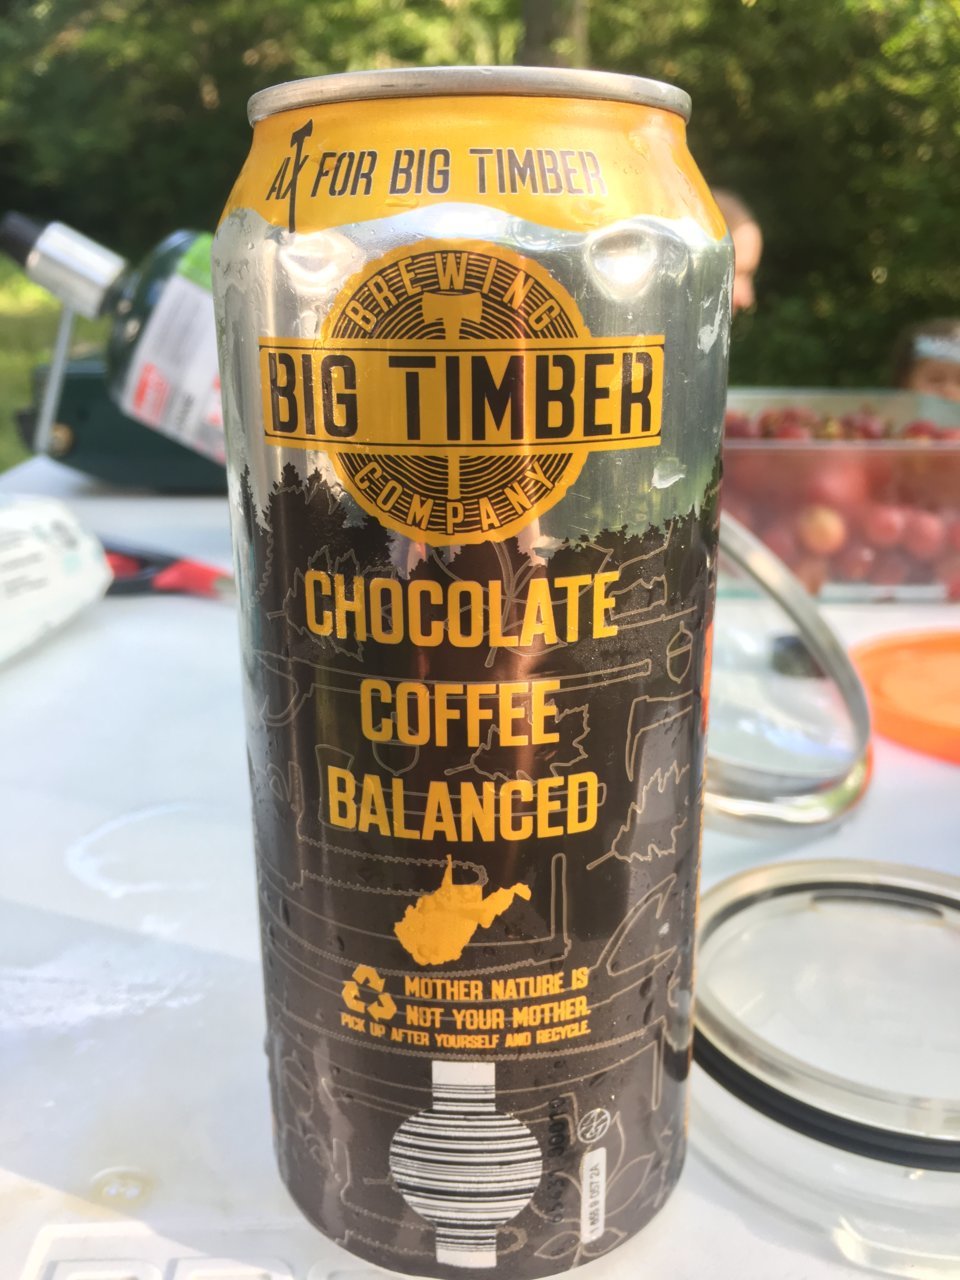 AX FOR BIG TIMBER
BREWING
BIG TIMBER
COMPANY
CHOCOLATE
COFFEE
BALANCED
MOTHER NATURE IS
NOT YOUR MOTHER.
PICK UP AFTER YOURSELF AND RECYCLE.